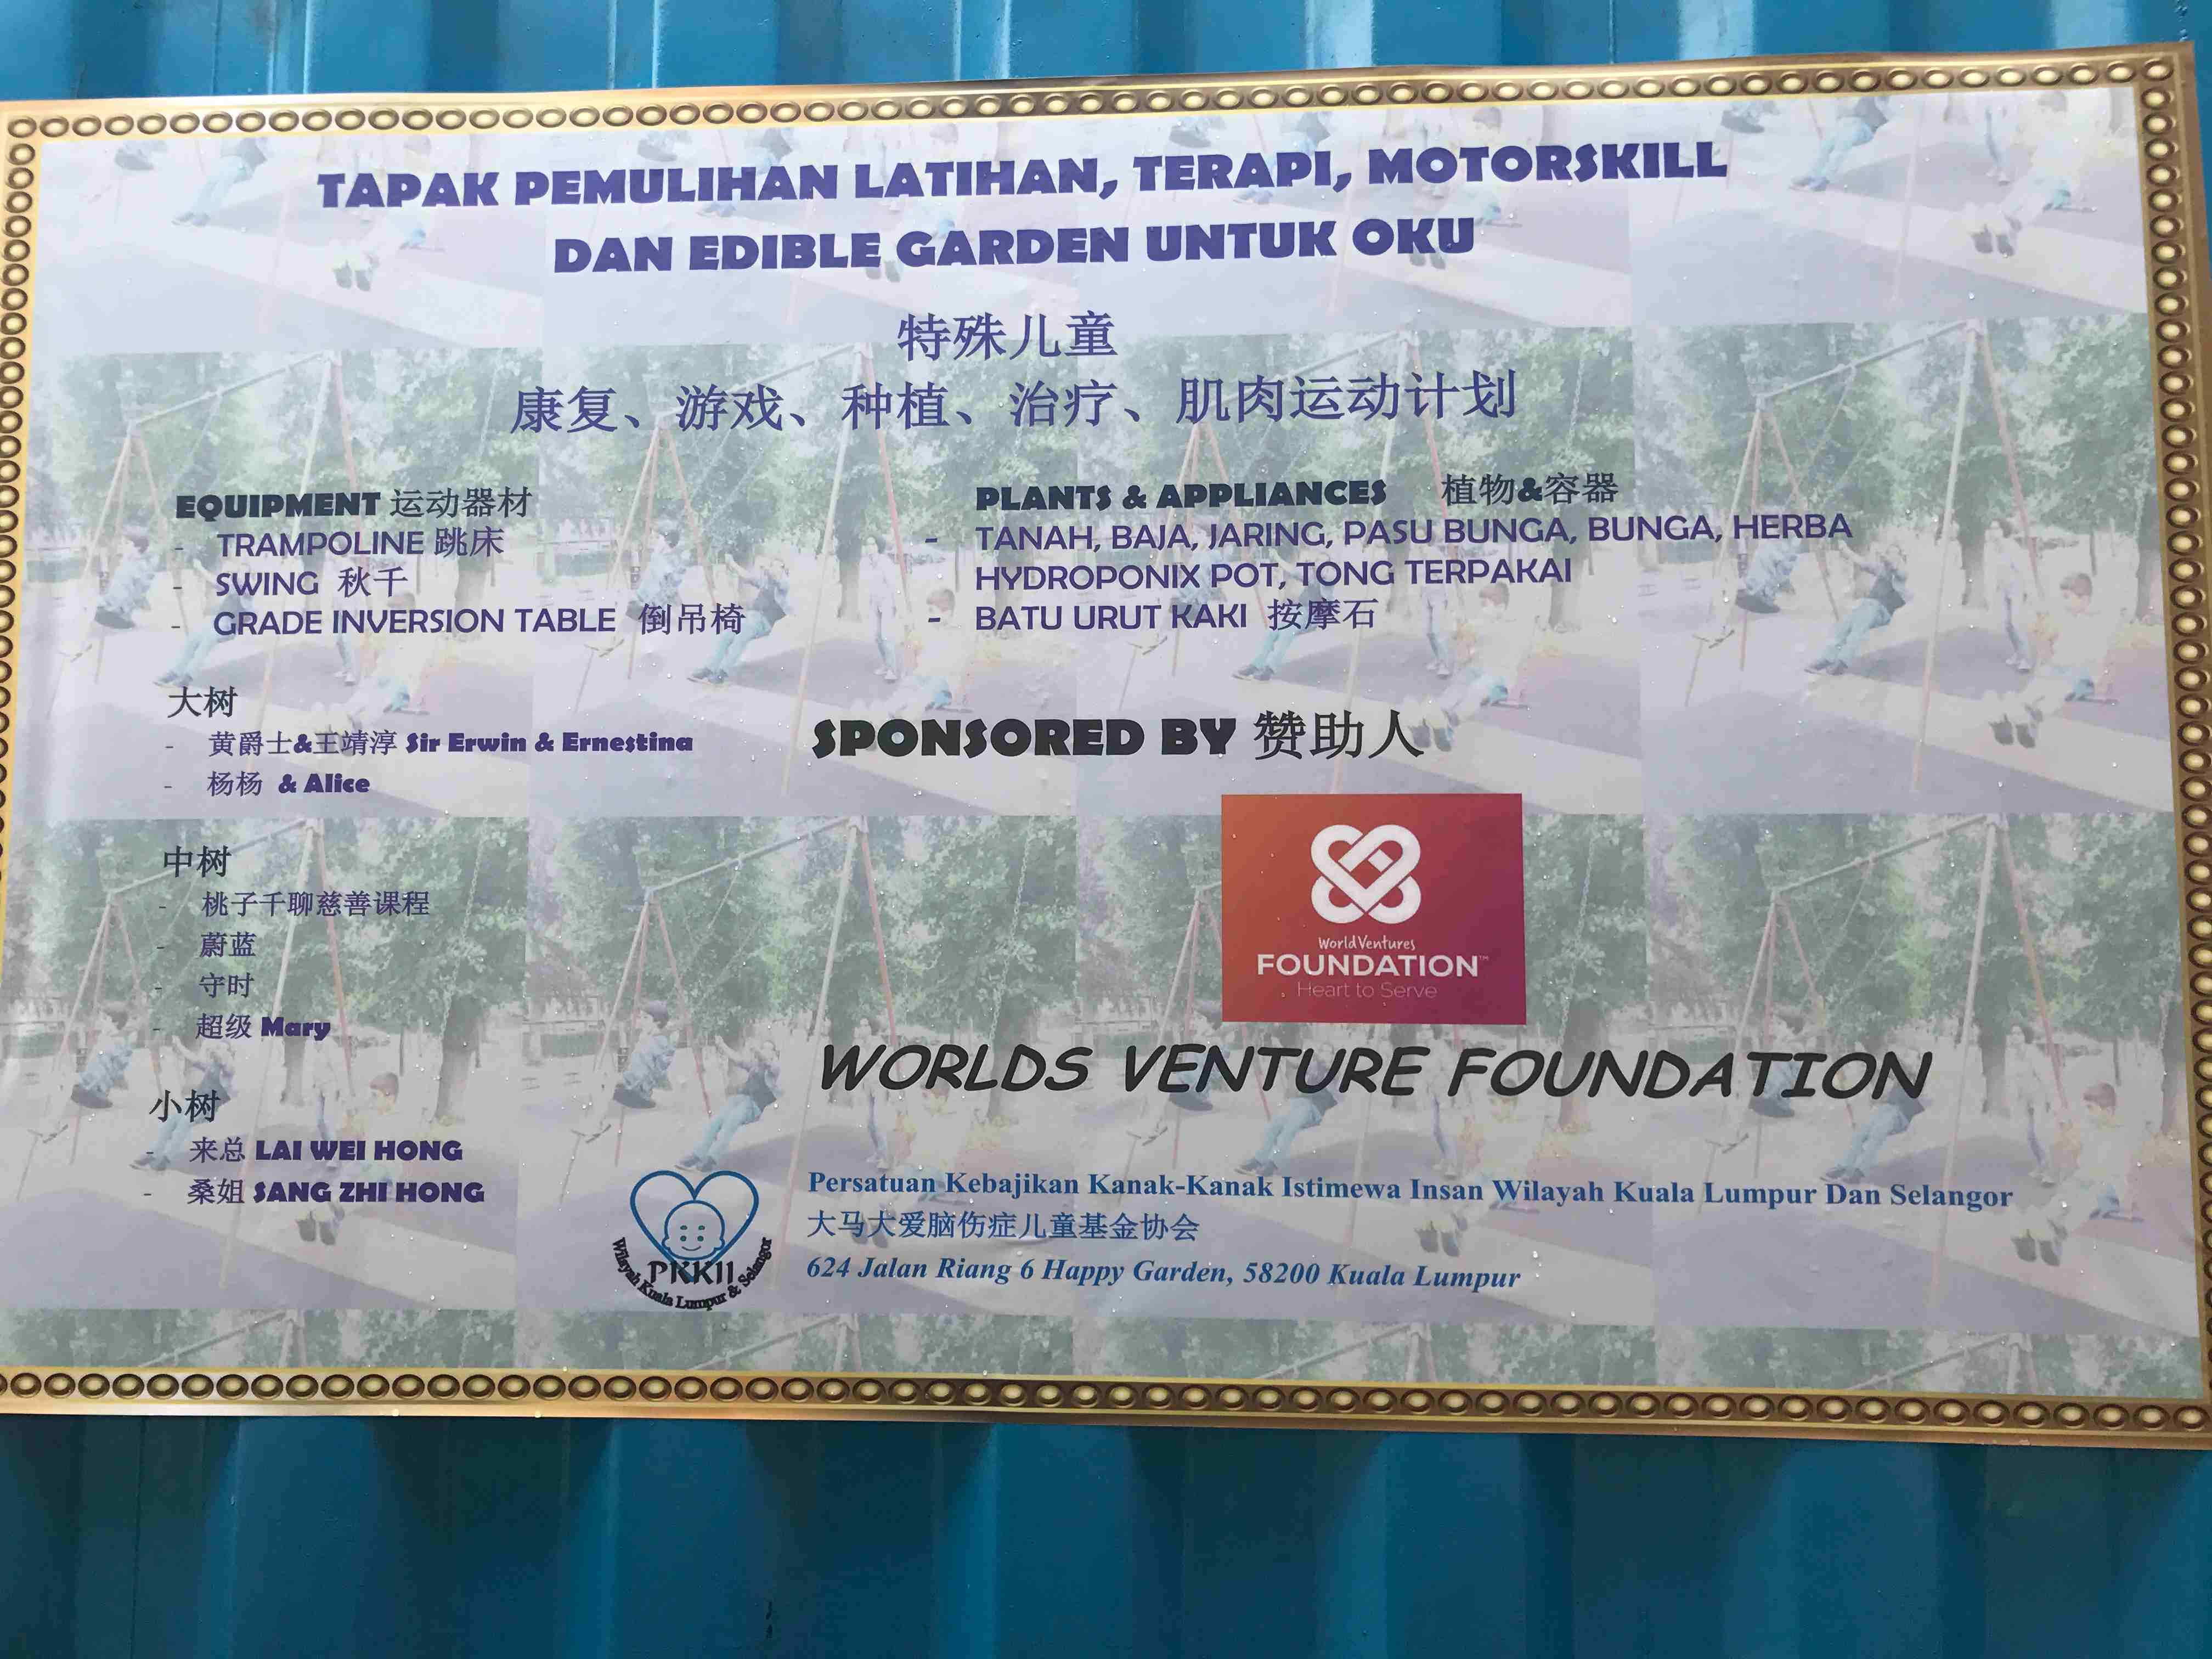 TAPAK PEMULIHAN LATIHAN, TERAPI, MOTORSKILL
DAN EDIBLE GARDEN UNTUK OKU
特殊儿童
康复、游戏、种植、治疗、肌肉运动计划
EQUIPMENT 运动器材
- TRAMPOLINE 跳床
- SWING 秋千
- GRADE INVERSION TABLE 倒吊椅
PLANTS & APPLIANCES 植物&容器
- TANAH, BAJA, JARING, PASU BUNGA, BUNGA, HERBA
HYDROPONIX POT, TONG TERPAKAI
- BATU URUT KAKI 按摩石
大树
- 黄爵士&王靖淳 Sir Erwin & Ernestina
- 杨杨 & Alice
中树
- 桃子千聊慈善课程
- 蔚蓝
- 守时
- 超级 Mary
小树
- 来总 LAI WEI HONG
- 桑姐 SANG ZHI HONG
SPONSORED BY 赞助人
WorldVentures
FOUNDATION™
Heart to Serve
WORLDS VENTURE FOUNDATION
PKKII
Wilayah Kuala Lumpur & Selangor
Persatuan Kebajikan Kanak-Kanak Istimewa Insan Wilayah Kuala Lumpur Dan Selangor
大马大爱脑伤症儿童基金协会
624 Jalan Riang 6 Happy Garden, 58200 Kuala Lumpur